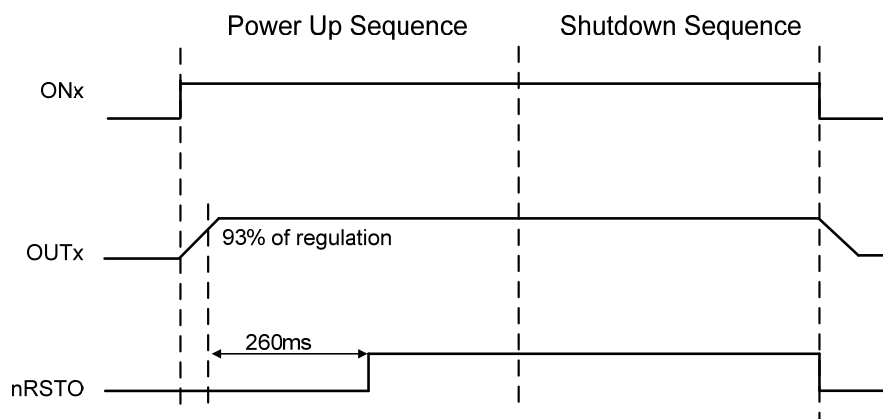 Power Up Sequence
Shutdown Sequence
ONx
OUTx
93% of regulation
260ms
nRSTO